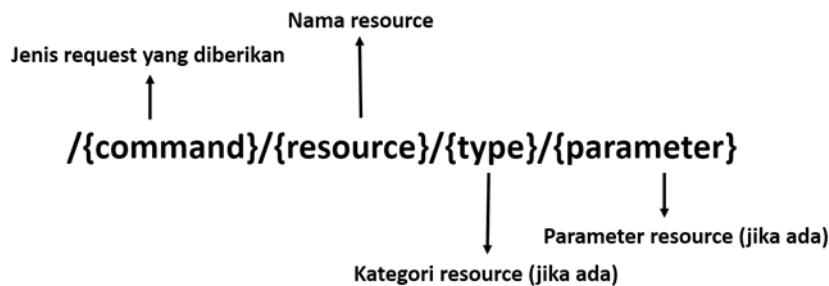 Nama resource
Jenis request yang diberikan
/{command}/{resource}/{type}/{parameter}
Parameter resource (jika ada)
Kategori resource (jika ada)